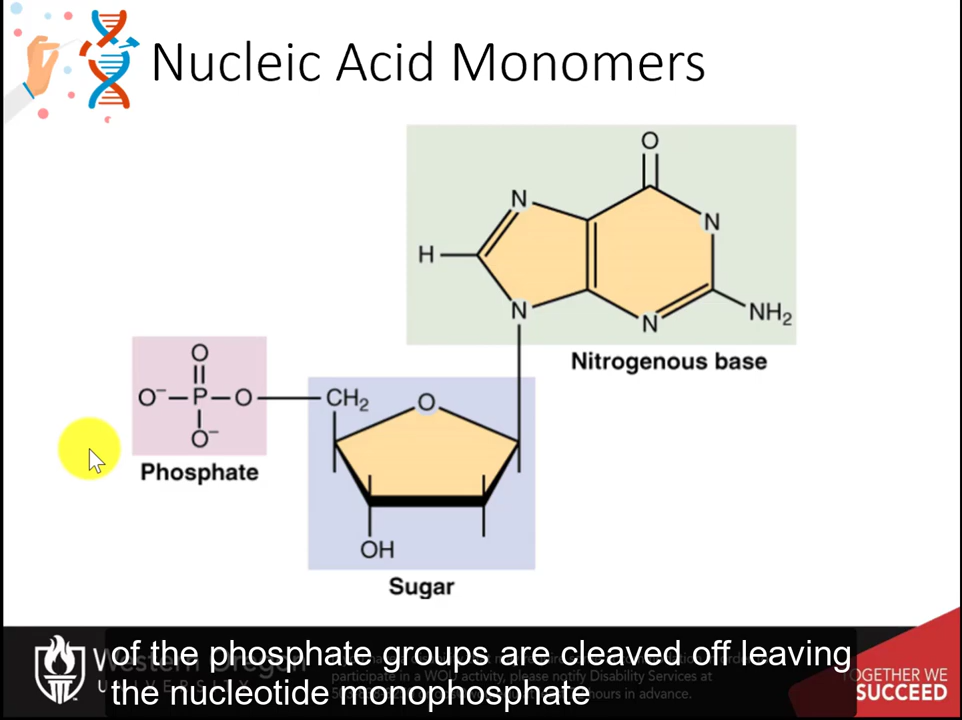 Nucleic Acid Monomers
O
N
N
H
N
N
NH2
Nitrogenous base
O
O⁻ P O
O⁻
CH2
O
Phosphate
OH
Sugar
of the phosphate groups are cleaved off leaving
the nucleotide monophosphate
participate in a WOU activity, please notify Disability Services at
hours in advance.
TOGETHER WE
SUCCEED